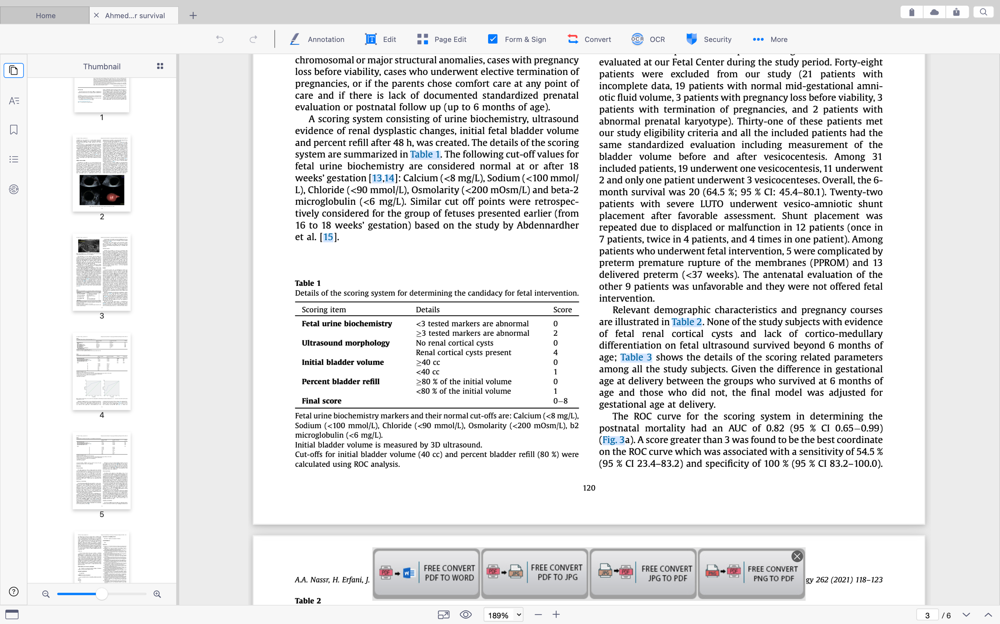 Home
Ahmed...r survival
Annotation
Edit
Page Edit
Form & Sign
Convert
OCR
OCR
Security
More
Thumbnail
1
2
3
4
5
chromosomal or major structural anomalies, cases with pregnancy
loss before viability, cases who underwent elective termination of
pregnancies, or if the parents chose comfort care at any point of
care and if there is lack of documented standardized prenatal
evaluation or postnatal follow up (up to 6 months of age).
A scoring system consisting of urine biochemistry, ultrasound
evidence of renal dysplastic changes, initial fetal bladder volume
and percent refill after 48 h, was created. The details of the scoring
system are summarized in Table 1. The following cut-off values for
fetal urine biochemistry are considered normal at or after 18
weeks' gestation [13,14]: Calcium (<8 mg/L), Sodium (<100 mmol/
L), Chloride (<90 mmol/L), Osmolarity (<200 mOsm/L) and beta-2
microglobulin (<6 mg/L). Similar cut off points were retrospec-
tively considered for the group of fetuses presented earlier (from
16 to 18 weeks' gestation) based on the study by Abdennardher
et al. [15].
Table 1
Details of the scoring system for determining the candidacy for fetal intervention.
Scoring item Details Score
Fetal urine biochemistry <3 tested markers are abnormal 0
≥3 tested markers are abnormal 2
Ultrasound morphology No renal cortical cysts 0
Renal cortical cysts present 4
Initial bladder volume ≥40 cc 0
<40 cc 1
Percent bladder refill ≥80 % of the initial volume 0
<80 % of the initial volume 1
Final score 0–8
Fetal urine biochemistry markers and their normal cut-offs are: Calcium (<8 mg/L),
Sodium (<100 mmol/L), Chloride (<90 mmol/L), Osmolarity (<200 mOsm/L), b2
microglobulin (<6 mg/L).
Initial bladder volume is measured by 3D ultrasound.
Cut-offs for initial bladder volume (40 cc) and percent bladder refill (80 %) were
calculated using ROC analysis.
evaluated at our Fetal Center during the study period. Forty-eight
patients were excluded from our study (21 patients with
incomplete data, 19 patients with normal mid-gestational amni-
otic fluid volume, 3 patients with pregnancy loss before viability, 3
patients with termination of pregnancies, and 2 patients with
abnormal prenatal karyotype). Thirty-one of these patients met
our study eligibility criteria and all the included patients had the
same standardized evaluation including measurement of the
bladder volume before and after vesicocentesis. Among 31
included patients, 19 underwent one vesicocentesis, 11 underwent
2 and only one patient underwent 3 vesicocenteses. Overall, the 6-
month survival was 20 (64.5 %; 95 % CI: 45.4–80.1). Twenty-two
patients with severe LUTO underwent vesico-amniotic shunt
placement after favorable assessment. Shunt placement was
repeated due to displaced or malfunction in 12 patients (once in
7 patients, twice in 4 patients, and 4 times in one patient). Among
patients who underwent fetal intervention, 5 were complicated by
preterm premature rupture of the membranes (PPROM) and 13
delivered preterm (<37 weeks). The antenatal evaluation of the
other 9 patients was unfavorable and they were not offered fetal
intervention.
Relevant demographic characteristics and pregnancy courses
are illustrated in Table 2. None of the study subjects with evidence
of fetal renal cortical cysts and lack of cortico-medullary
differentiation on fetal ultrasound survived beyond 6 months of
age; Table 3 shows the details of the scoring related parameters
among all the study subjects. Given the difference in gestational
age at delivery between the groups who survived at 6 months of
age and those who did not, the final model was adjusted for
gestational age at delivery.
The ROC curve for the scoring system in determining the
postnatal mortality had an AUC of 0.82 (95 % CI 0.65–0.99)
(Fig. 3a). A score greater than 3 was found to be the best coordinate
on the ROC curve which was associated with a sensitivity of 54.5 %
(95 % CI 23.4–83.2) and specificity of 100 % (95 % CI 83.2–100.0).
120
A.A. Nassr, H. Erfani, J.
gy 262 (2021) 118–123
PDF
FREE CONVERT
PDF TO WORD
PDF JPG
FREE CONVERT
PDF TO JPG
JPG PDF
FREE CONVERT
JPG TO PDF
PNG PDF
FREE CONVERT
PNG TO PDF
Table 2
189%
3 / 6